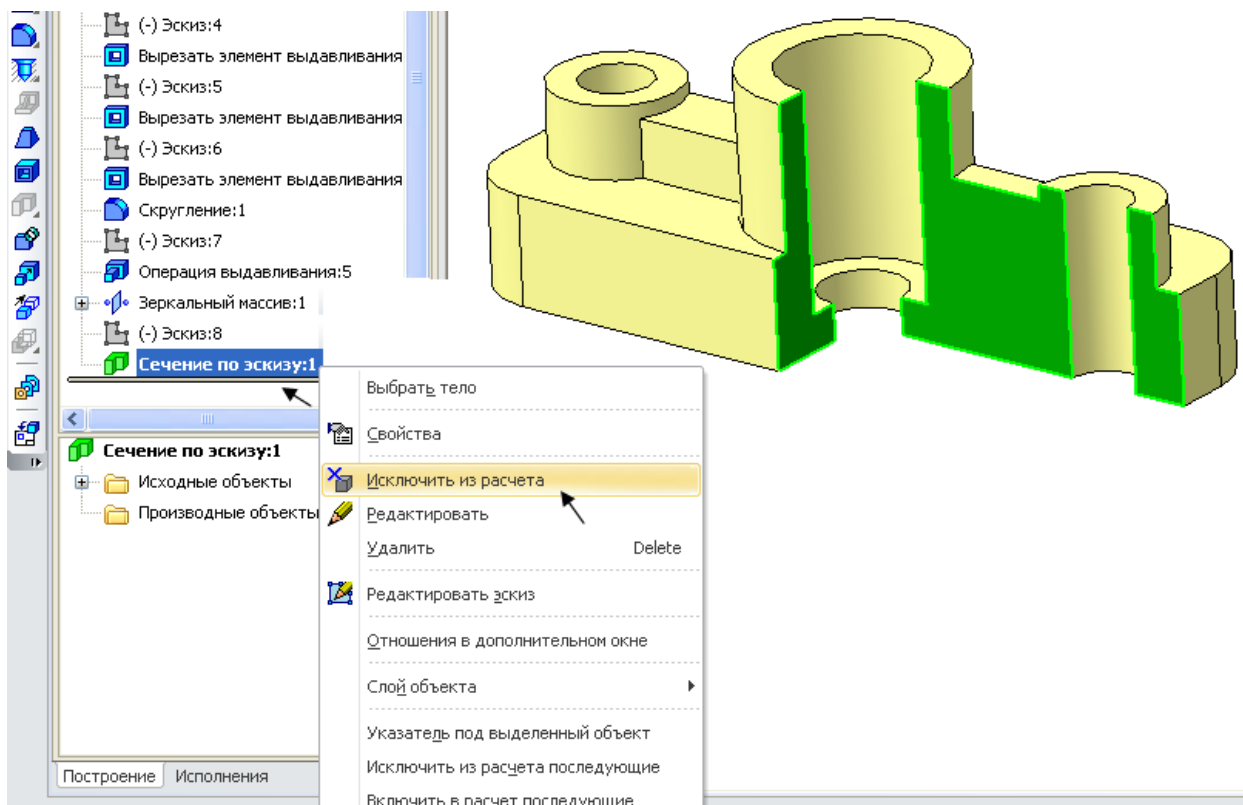 (-) Эскиз:4
Вырезать элемент выдавливания
(-) Эскиз:5
Вырезать элемент выдавливания
(-) Эскиз:6
Вырезать элемент выдавливания
Скругление:1
(-) Эскиз:7
Операция выдавливания:5
Зеркальный массив:1
(-) Эскиз:8
Сечение по эскизу:1
Сечение по эскизу:1
Исходные объекты
Производные объекты
Построение Исполнения
Выбрать тело
Свойства
Исключить из расчета
Редактировать
Удалить Delete
Редактировать эскиз
Отношения в дополнительном окне
Слой объекта
Указатель под выделенный объект
Исключить из расчета последующие
Включить в расчет последующие